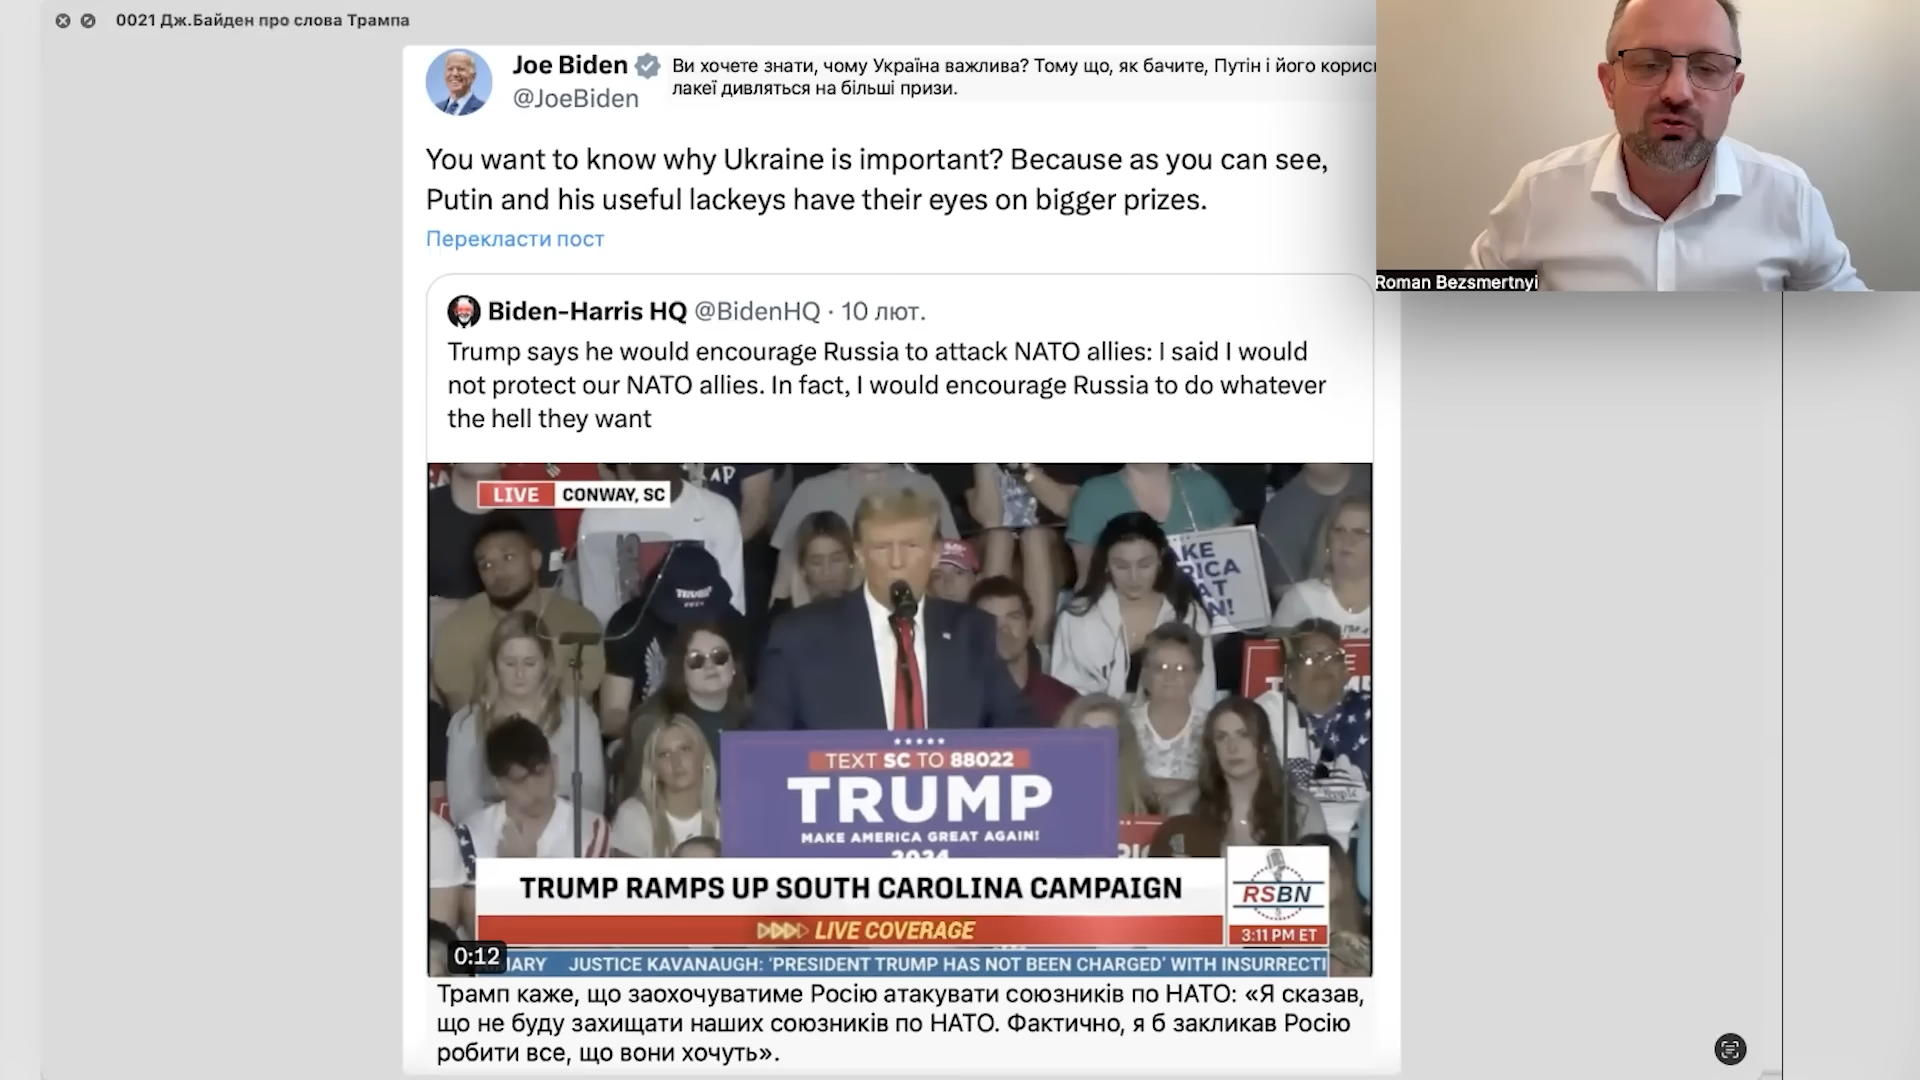 0021 Дж.Байден про слова Трампа
Joe Biden
@JoeBiden
Ви хочете знати, чому Україна важлива? Тому що, як бачите, Путін і його
лакеї дивляться на більші призи.
You want to know why Ukraine is important? Because as you can see,
Putin and his useful lackeys have their eyes on bigger prizes.
Перекласти пост
Roman Bezsmertnyi
Biden-Harris HQ @BidenHQ · 10 лют.
Trump says he would encourage Russia to attack NATO allies: I said I would
not protect our NATO allies. In fact, I would encourage Russia to do whatever
the hell they want
LIVE CONWAY, SC
TRUMP
TEXT SC TO 88022
TRUMP
MAKE AMERICA GREAT AGAIN!
2024
TRUMP RAMPS UP SOUTH CAROLINA CAMPAIGN
RSBN
LIVE COVERAGE
3:11 PM ET
0:12
JUSTICE KAVANAUGH: 'PRESIDENT TRUMP HAS NOT BEEN CHARGED' WITH
Трамп каже, що заохочуватиме Росію атакувати союзників по НАТО: «Я сказав,
що не буду захищати наших союзників по НАТО. Фактично, я б закликав Росію
робити все, що вони хочуть».